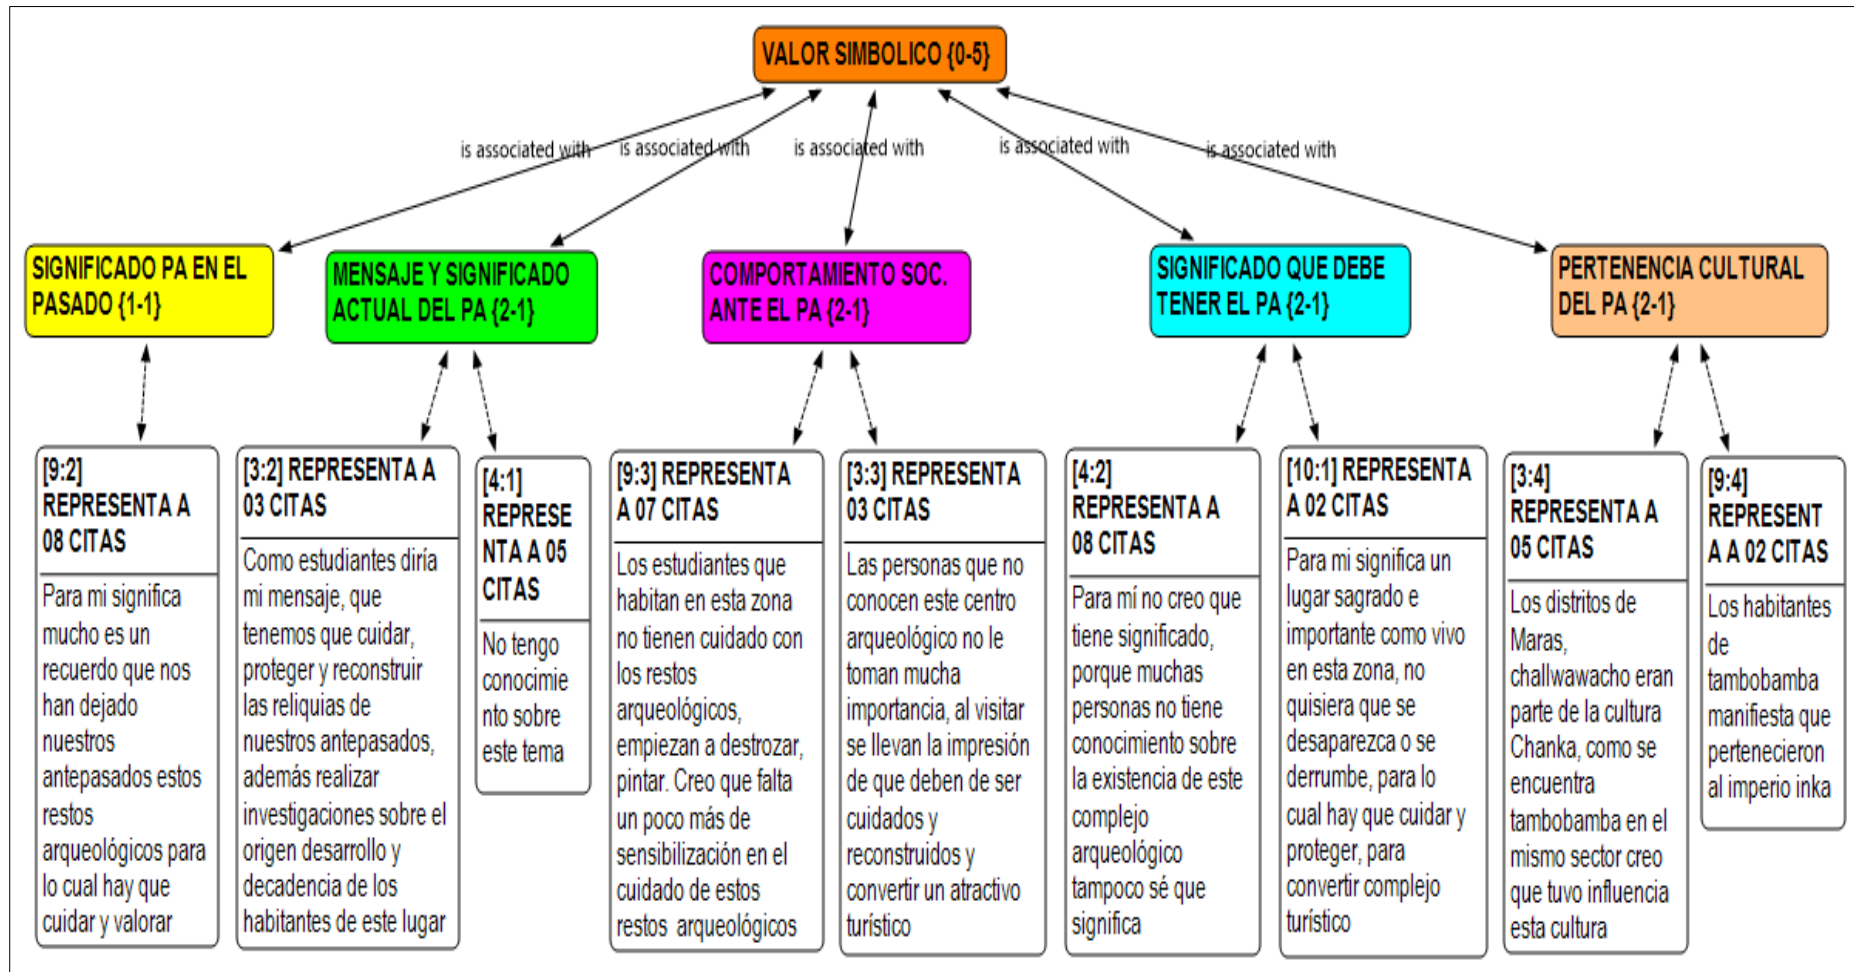 VALOR SIMBOLICO {0-5}
is associated with
is associated with
is associated with
is associated with
is associated with
SIGNIFICADO PA EN EL
PASADO {1-1}
MENSAJE Y SIGNIFICADO
ACTUAL DEL PA {2-1}
COMPORTAMIENTO SOC.
ANTE EL PA {2-1}
SIGNIFICADO QUE DEBE
TENER EL PA {2-1}
PERTENENCIA CULTURAL
DEL PA {2-1}
[9:2]
REPRESENTA A
08 CITAS
Para mi significa
mucho es un
recuerdo que nos
han dejado
nuestros
antepasados estos
restos
arqueológicos para
lo cual hay que
cuidar y valorar
[3:2] REPRESENTA A
03 CITAS
Como estudiantes diría
mi mensaje, que
tenemos que cuidar,
proteger y reconstruir
las reliquias de
nuestros antepasados,
además realizar
investigaciones sobre el
origen desarrollo y
decadencia de los
habitantes de este lugar
[4:1]
REPRESE
NTA A 05
CITAS
No tengo
conocimie
nto sobre
este tema
[9:3] REPRESENTA
A 07 CITAS
Los estudiantes que
habitan en esta zona
no tienen cuidado con
los restos
arqueológicos,
empiezan a destrozar,
pintar. Creo que falta
un poco más de
sensibilización en el
cuidado de estos
restos arqueológicos
[3:3] REPRESENTA
03 CITAS
Las personas que no
conocen este centro
arqueológico no le
toman mucha
importancia, al visitar
se llevan la impresión
de que deben de ser
cuidados y
reconstruidos y
convertir un atractivo
turístico
[4:2]
REPRESENTA A
08 CITAS
Para mí no creo que
tiene significado,
porque muchas
personas no tiene
conocimiento sobre
la existencia de este
complejo
arqueológico
tampoco sé que
significa
[10:1] REPRESENTA
A 02 CITAS
Para mi significa un
lugar sagrado e
importante como vivo
en esta zona, no
quisiera que se
desaparezca o se
derrumbe, para lo
cual hay que cuidar y
proteger, para
convertir complejo
turístico
[3:4]
REPRESENTA A
05 CITAS
Los distritos de
Maras,
challwawacho eran
parte de la cultura
Chanka, como se
encuentra
tambobamba en el
mismo sector creo
que tuvo influencia
esta cultura
[9:4]
REPRESENT
A A 02 CITAS
Los habitantes
de
tambobamba
manifiesta que
pertenecieron
al imperio inka